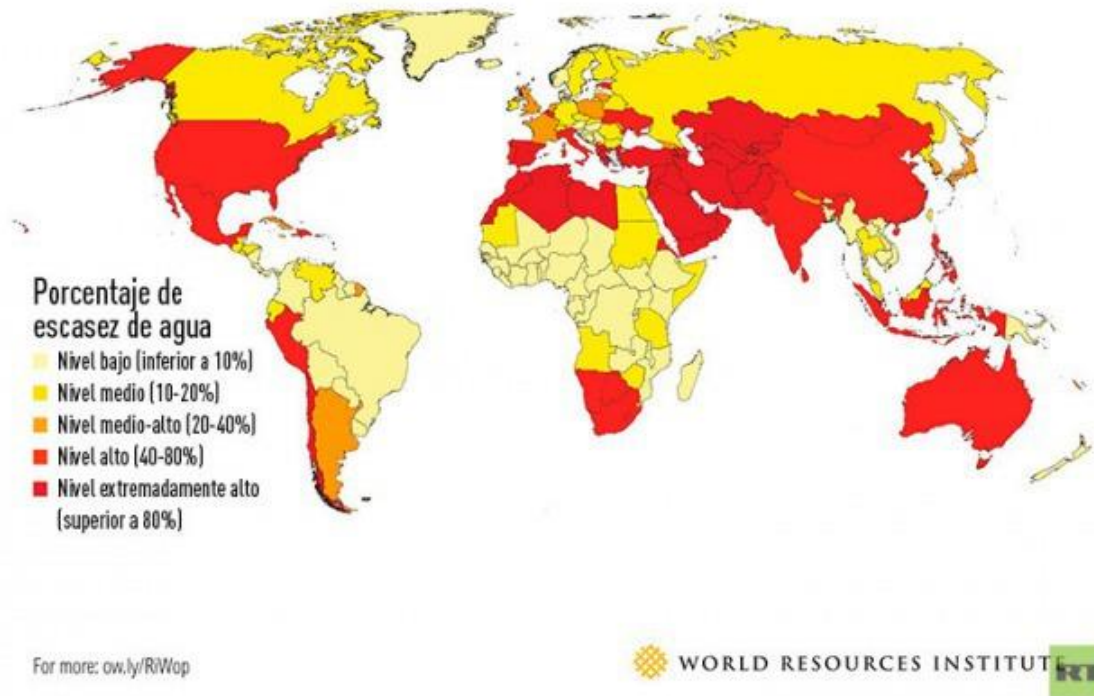 Porcentaje de
escasez de agua
Nivel bajo (inferior a 10%)
Nivel medio (10-20%)
Nivel medio-alto (20-40%)
Nivel alto (40-80%)
Nivel extremadamente alto
(superior a 80%)
For more: ow.ly/RiWop
WORLD RESOURCES INSTITUTE
RT